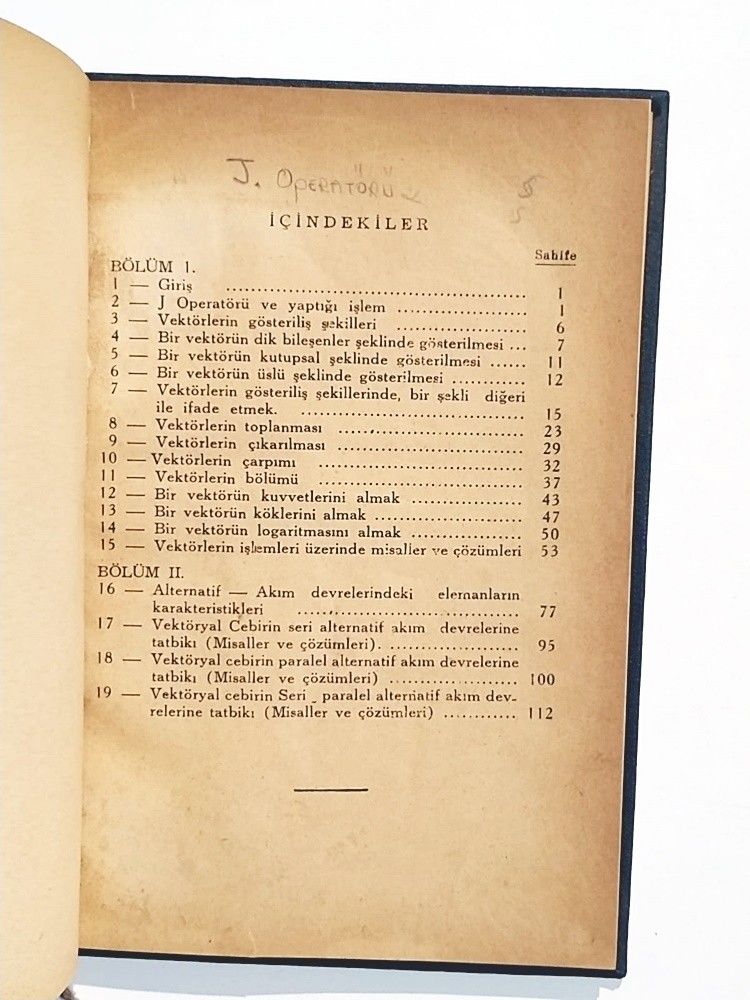 J. OPERATÖRÜ
İÇİNDEKİLER
Sahife
BÖLÜM I.
1 — Giriş .......................................... 1
2 — J Operatörü ve yaptığı işlem .................. 1
3 — Vektörlerin gösteriliş şekilleri .................. 6
4 — Bir vektörün dik bileşenler şeklinde gösterilmesi ... 7
5 — Bir vektörün kutupsal şeklinde gösterilmesi ...... 11
6 — Bir vektörün üslü şeklinde gösterilmesi ............ 12
7 — Vektörlerin gösteriliş şekillerinde, bir şekli diğeri
ile ifade etmek. .............................. 15
8 — Vektörlerin toplanması .......................... 23
9 — Vektörlerin çıkarılması .......................... 29
10 — Vektörlerin çarpımı .......................... 32
11 — Vektörlerin bölümü .......................... 37
12 — Bir vektörün kuvvetlerini almak ................ 43
13 — Bir vektörün köklerini almak ..................... 47
14 — Bir vektörün logaritmasını almak ................ 50
15 — Vektörlerin işlemleri üzerinde misaller ve çözümleri 53
BÖLÜM II.
16 — Alternatif — Akım devrelerindeki elemanların
karakteristikleri .............................. 77
17 — Vektöryal Cebirin seri alternatif akım devrelerine
tatbikı (Misaller ve çözümleri). .................. 95
18 — Vektöryal cebirin paralel alternatif akım devrelerine
tatbikı (Misaller ve çözümleri) .................. 100
19 — Vektöryal cebirin Seri - paralel alternatif akım dev-
relerine tatbikı (Misaller ve çözümleri) ............ 112